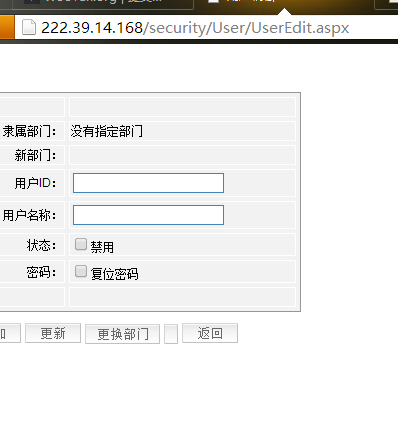 222.39.14.168/security/User/UserEdit.aspx
隶属部门： 没有指定部门
新部门：
用户ID：
用户名称：
状态： 禁用
密码： 复位密码
加 更新 更换部门 返回